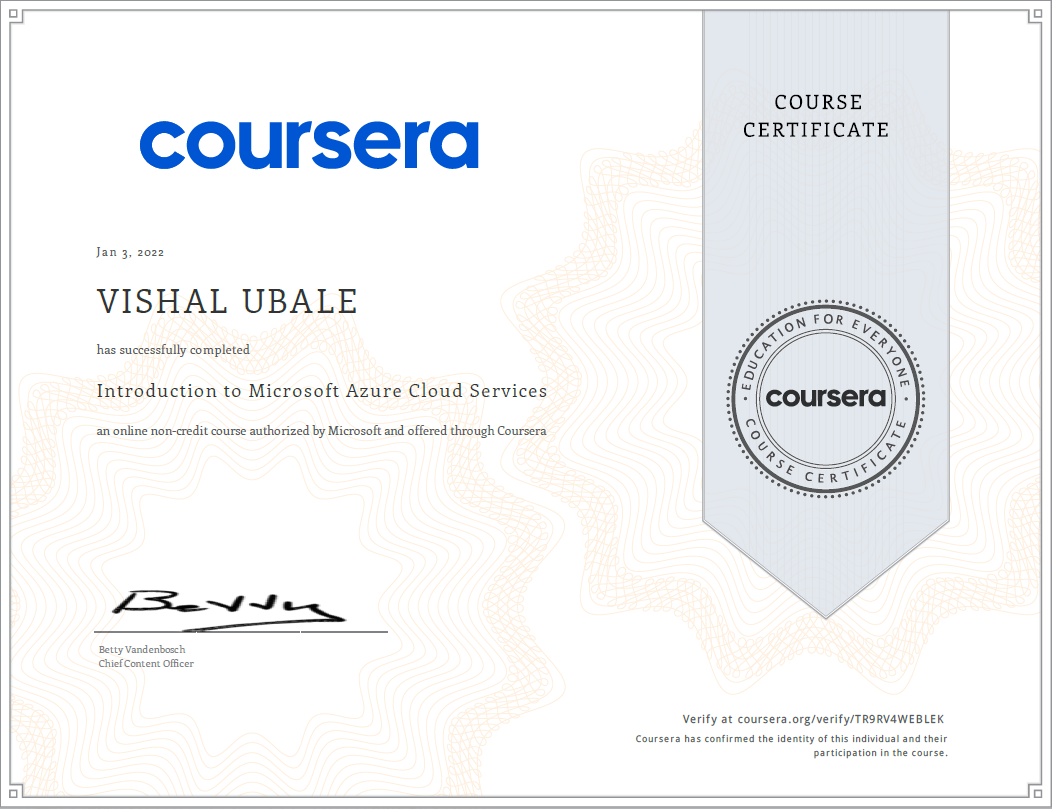 coursera
Jan 3, 2022
VISHAL UBALE
has successfully completed
Introduction to Microsoft Azure Cloud Services
an online non-credit course authorized by Microsoft and offered through Coursera
Betty
Betty Vandenbosch
Chief Content Officer
COURSE
CERTIFICATE
EDUCATION FOR EVERYONE
coursera
COURSE CERTIFICATE
Verify at coursera.org/verify/TR9RV4WEBLEK
Coursera has confirmed the identity of this individual and their
participation in the course.